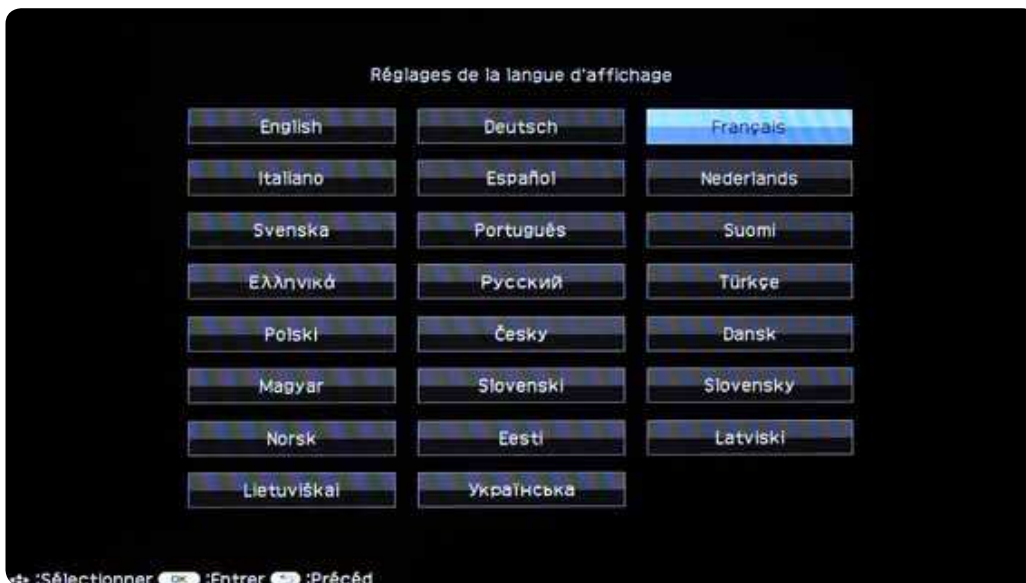 Réglages de la langue d'affichage
English Deutsch Français
Italiano Español Nederlands
Svenska Português Suomi
Ελληνικά Русский Türkçe
Polski Česky Dansk
Magyar Slovenski Slovensky
Norsk Eesti Latviski
Lietuviškai Українська
:Sélectionner OK :Entrer :Précéd.